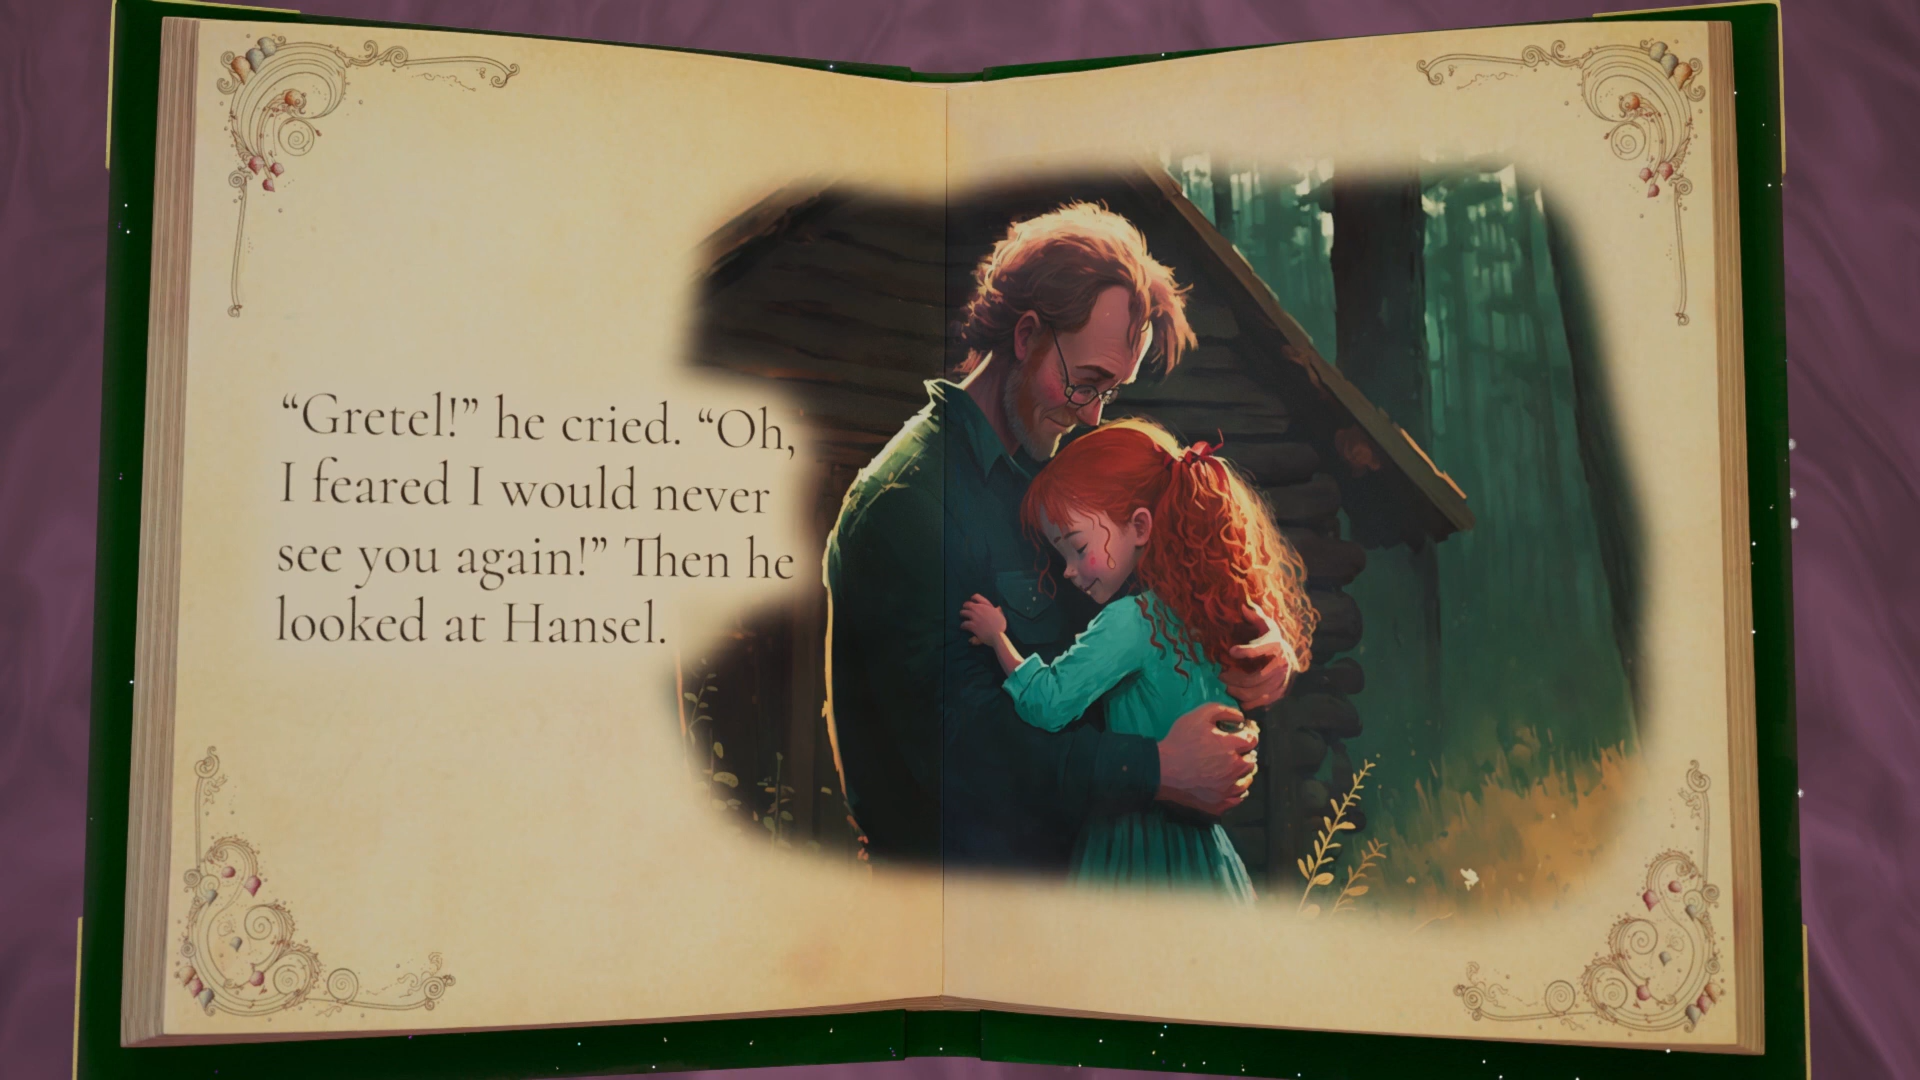 “Gretel!” he cried. “Oh,
I feared I would never
see you again!” Then he
looked at Hansel.